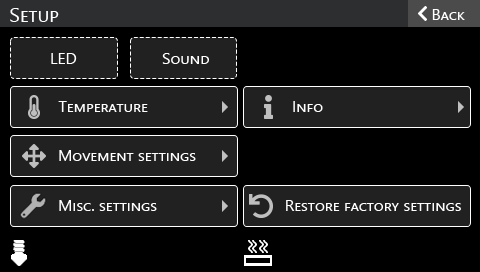 Setup
Back
LED
Sound
Temperature
Info
Movement settings
Misc. settings
Restore factory settings